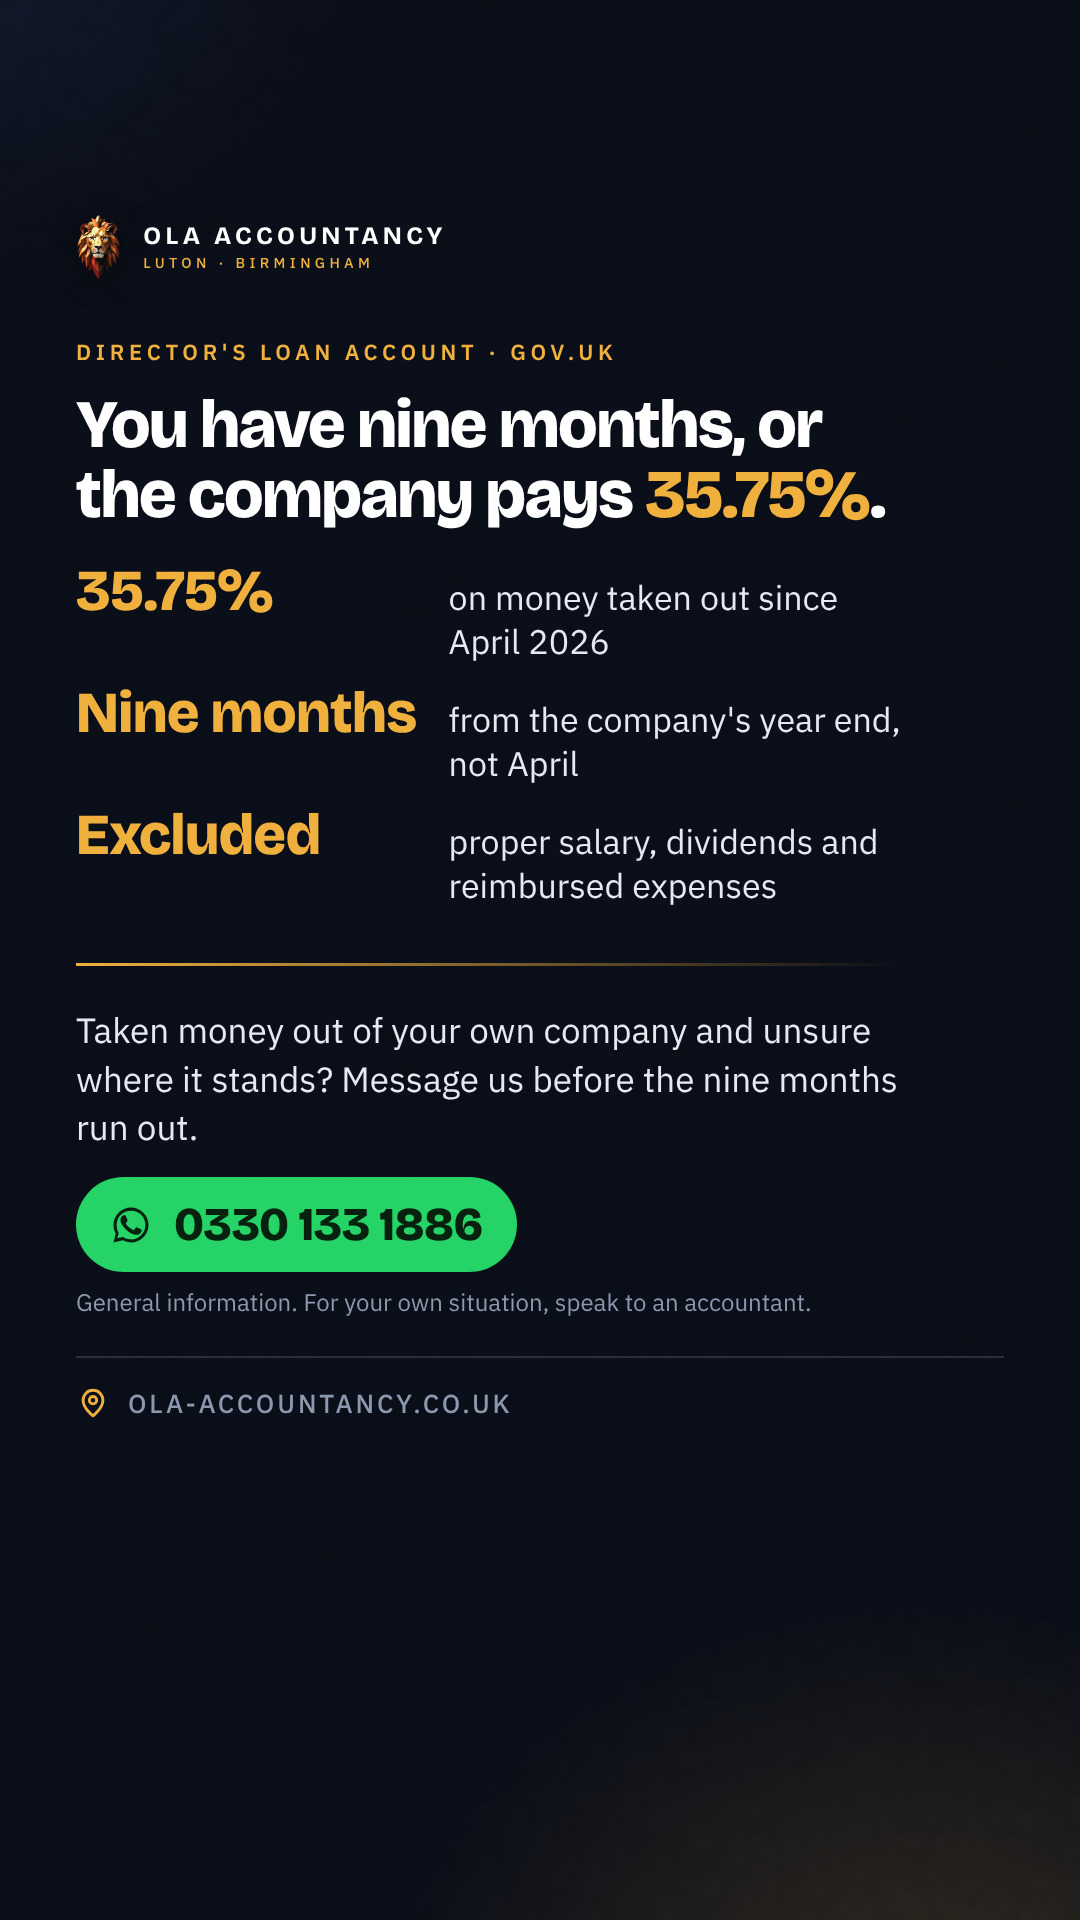 OLA ACCOUNTANCY
LUTON · BIRMINGHAM
DIRECTOR'S LOAN ACCOUNT · GOV.UK
You have nine months, or
the company pays 35.75%.
35.75%
on money taken out since
April 2026
Nine months
from the company's year end,
not April
Excluded
proper salary, dividends and
reimbursed expenses
Taken money out of your own company and unsure
where it stands? Message us before the nine months
run out.
0330 133 1886
General information. For your own situation, speak to an accountant.
OLA-ACCOUNTANCY.CO.UK